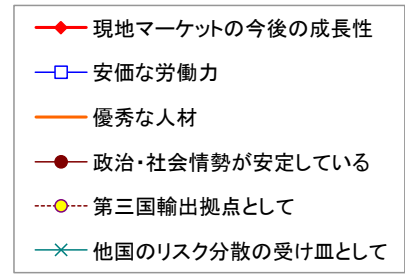 現地マーケットの今後の成長性
安価な労働力
優秀な人材
政治・社会情勢が安定している
第三国輸出拠点として
他国のリスク分散の受け皿として